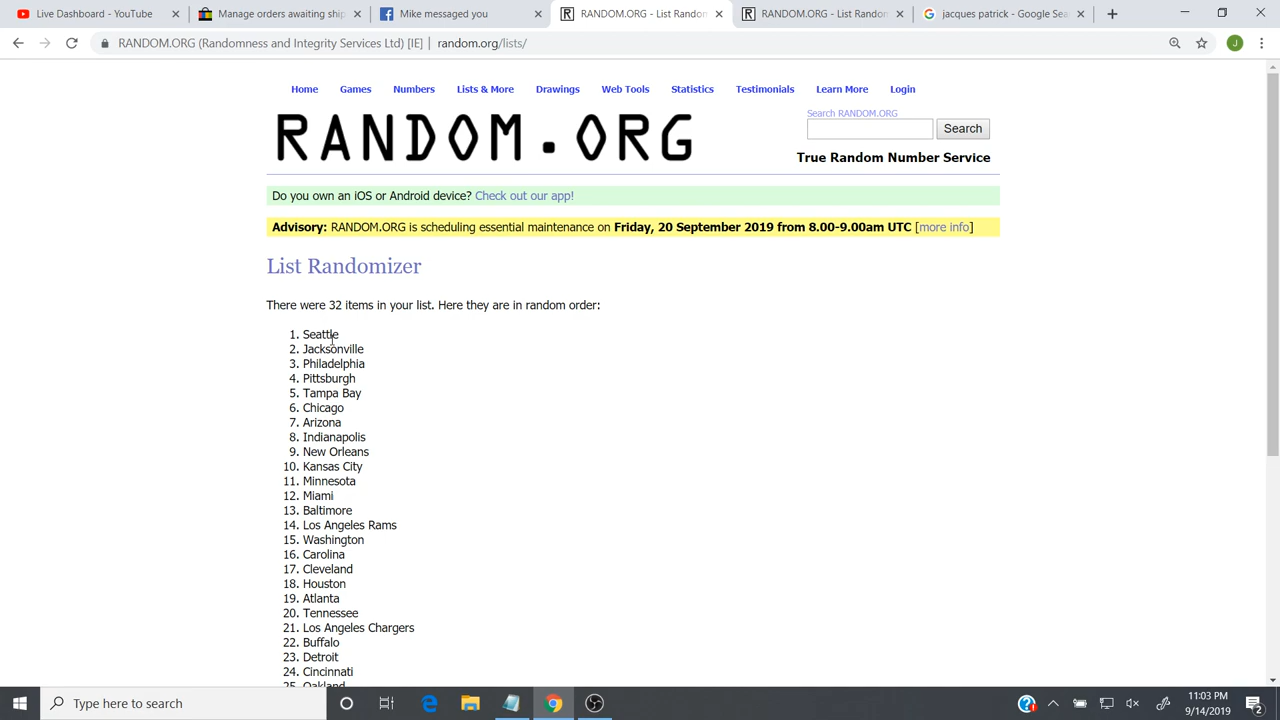 Live Dashboard - YouTube
Manage orders awaiting ship
Mike messaged you
RANDOM.ORG - List Random
RANDOM.ORG - List Random
jacques patrick - Google Sea
RANDOM.ORG (Randomness and Integrity Services Ltd) [IE] | random.org/lists/
J
Home Games Numbers Lists & More Drawings Web Tools Statistics Testimonials Learn More Login
RANDOM.ORG
Search RANDOM.ORG
Search
True Random Number Service
Do you own an iOS or Android device? Check out our app!
Advisory: RANDOM.ORG is scheduling essential maintenance on Friday, 20 September 2019 from 8.00-9.00am UTC [more info]
List Randomizer
There were 32 items in your list. Here they are in random order:
1. Seattle
2. Jacksonville
3. Philadelphia
4. Pittsburgh
5. Tampa Bay
6. Chicago
7. Arizona
8. Indianapolis
9. New Orleans
10. Kansas City
11. Minnesota
12. Miami
13. Baltimore
14. Los Angeles Rams
15. Washington
16. Carolina
17. Cleveland
18. Houston
19. Atlanta
20. Tennessee
21. Los Angeles Chargers
22. Buffalo
23. Detroit
24. Cincinnati
25. Oakland
Type here to search
11:03 PM
9/14/2019
2